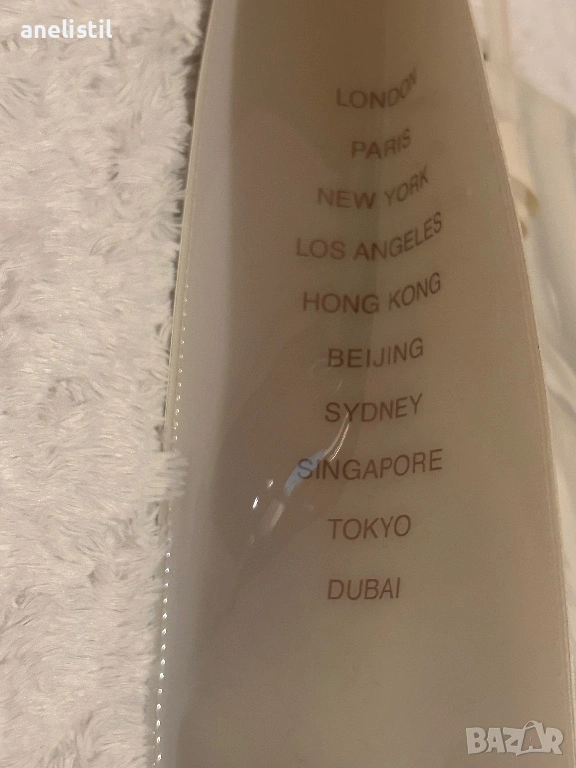 anelistil
LONDON
PARIS
NEW YORK
LOS ANGELES
HONG KONG
BEIJING
SYDNEY
SINGAPORE
TOKYO
DUBAI
BAZAR